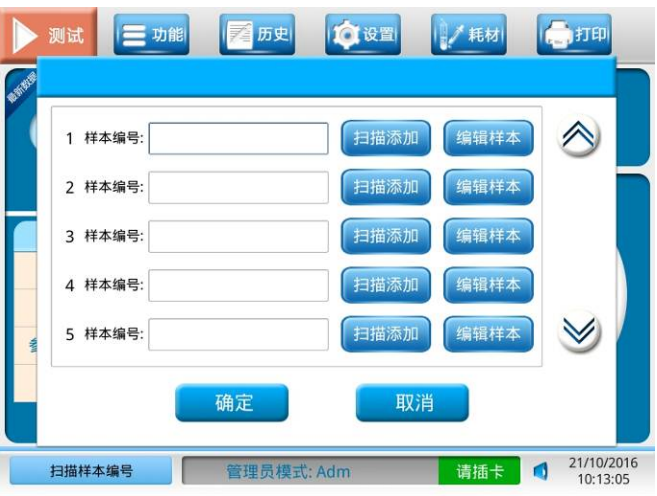 测试 功能 历史 设置 耗材 打印
最新数据
1 样本编号: 扫描添加 编辑样本
2 样本编号: 扫描添加 编辑样本
3 样本编号: 扫描添加 编辑样本
4 样本编号: 扫描添加 编辑样本
5 样本编号: 扫描添加 编辑样本
确定 取消
扫描样本编号 管理员模式: Adm 请插卡 21/10/2016
10:13:05